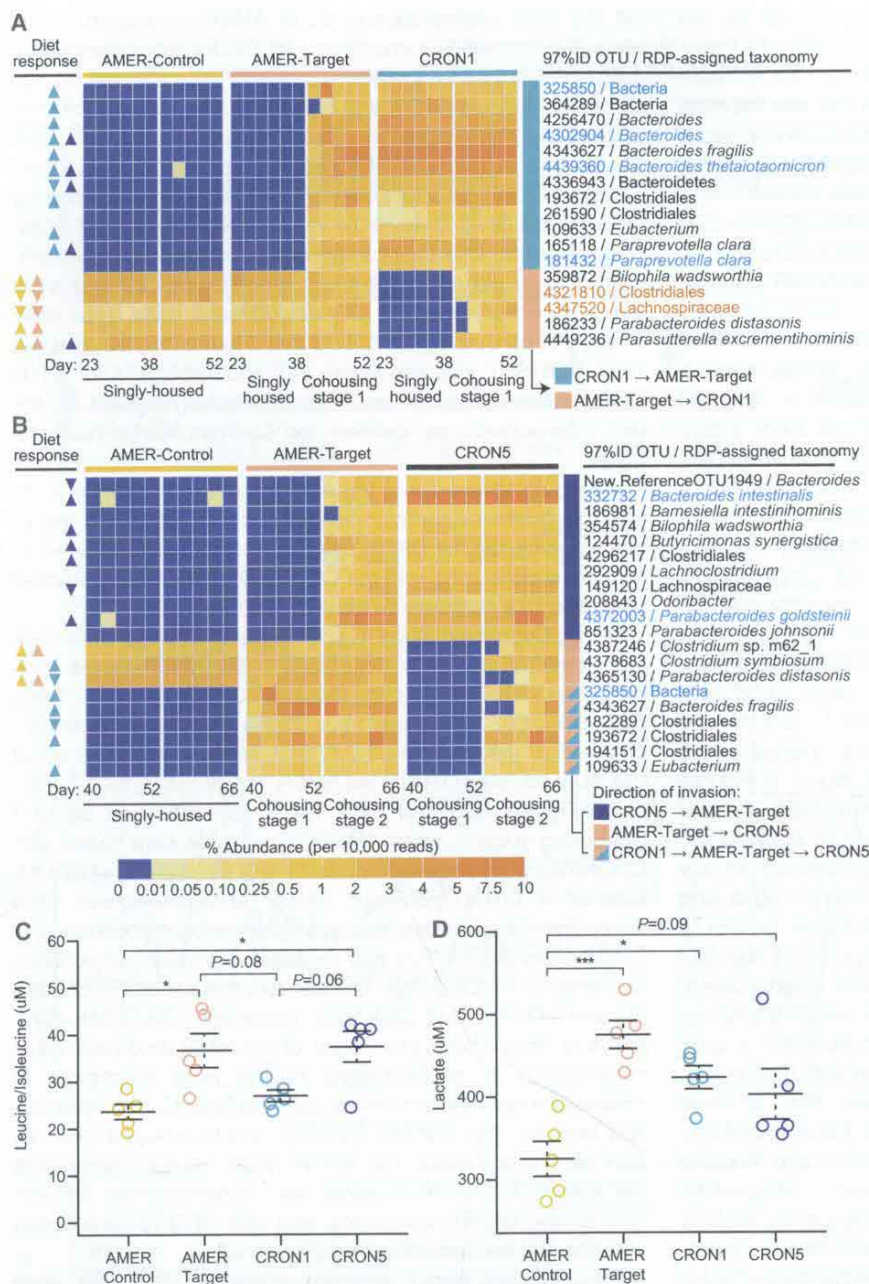 A
Diet response
AMER-Control AMER-Target CRON1 97%ID OTU / RDP-assigned taxonomy
325850 / Bacteria
364289 / Bacteria
4256470 / Bacteroides
4302904 / Bacteroides
4343627 / Bacteroides fragilis
4439360 / Bacteroides thetaiotaomicron
4336943 / Bacteroidetes
193672 / Clostridiales
261590 / Clostridiales
109633 / Eubacterium
165118 / Paraprevotella clara
181432 / Paraprevotella clara
359872 / Bilophila wadsworthia
4321810 / Clostridiales
4347520 / Lachnospiraceae
186233 / Parabacteroides distasonis
4449236 / Parasutterella excrementihominis
Day: 23 38 52 23 38 52 23 38 52
Singly-housed
Singly housed
Cohousing stage 1
Singly housed
Cohousing stage 1
CRON1 → AMER-Target
AMER-Target → CRON1
B
Diet response
AMER-Control AMER-Target CRON5 97%ID OTU / RDP-assigned taxonomy
New.ReferenceOTU1949 / Bacteroides
332732 / Bacteroides intestinalis
186981 / Barnesiella intestinihominis
354574 / Bilophila wadsworthia
124470 / Butyricimonas synergistica
4296217 / Clostridiales
292909 / Lachnoclostridium
149120 / Lachnospiraceae
208843 / Odoribacter
4372003 / Parabacteroides goldsteinii
851323 / Parabacteroides johnsonii
4387246 / Clostridium sp. m62_1
4378683 / Clostridium symbiosum
4365130 / Parabacteroides distasonis
325850 / Bacteria
4343627 / Bacteroides fragilis
182289 / Clostridiales
193672 / Clostridiales
194151 / Clostridiales
109633 / Eubacterium
Day: 40 52 66 40 52 66 40 52 66
Singly-housed
Cohousing stage 1
Cohousing stage 2
Cohousing stage 1
Cohousing stage 2
Direction of invasion:
CRON5 → AMER-Target
AMER-Target → CRON5
CRON1 → AMER-Target → CRON5
% Abundance (per 10,000 reads)
0 0.01 0.05 0.10 0.25 0.5 1 2 3 4 5 7.5 10
C
Leucine/Isoleucine (uM)
60
50
40
30
20
10
0
*
P=0.08
*
P=0.06
AMER Control
AMER Target
CRON1
CRON5
D
Lactate (uM)
600
500
400
300
P=0.09
*
***
AMER Control
AMER Target
CRON1
CRON5